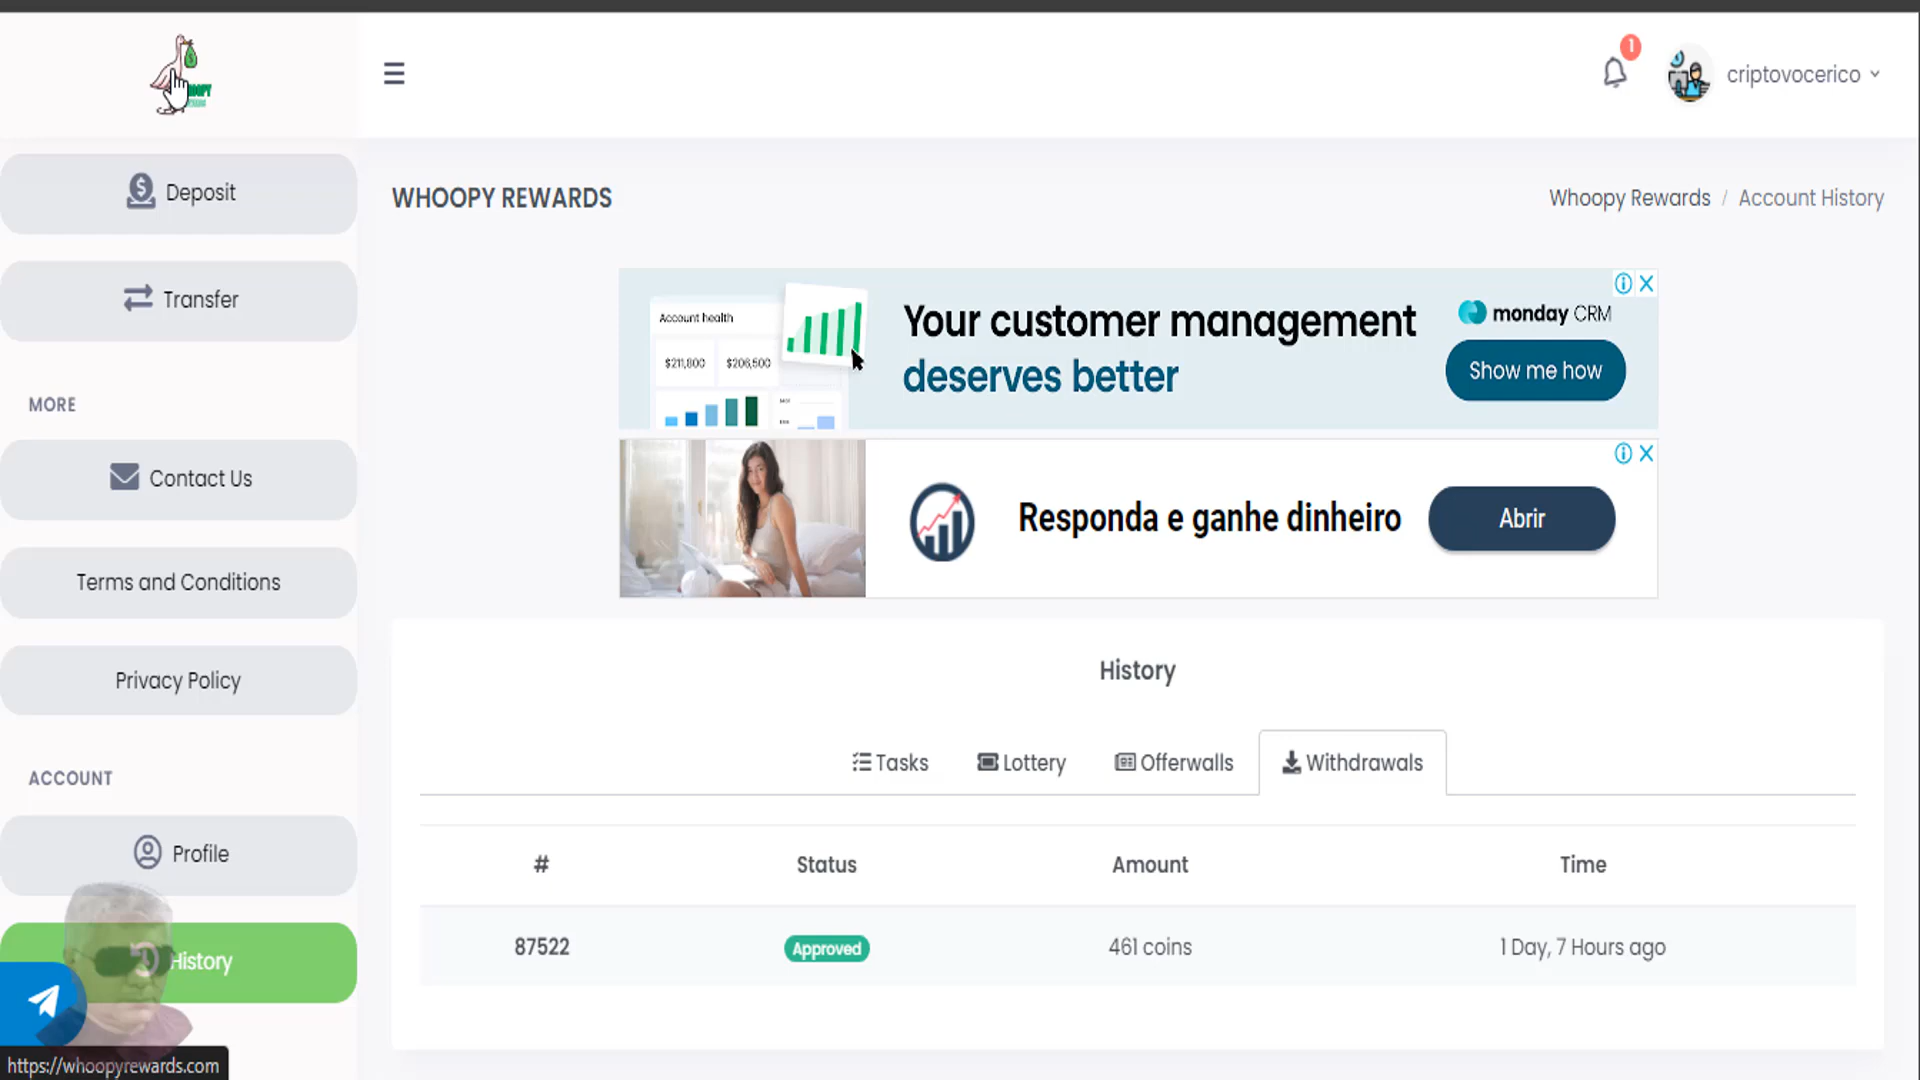 1
criptovocerico
Deposit
Transfer
MORE
Contact Us
Terms and Conditions
Privacy Policy
ACCOUNT
Profile
History
https://whoopyrewards.com
WHOOPY REWARDS
Whoopy Rewards / Account History
Account health
$211,800 $206,500
Your customer management
deserves better
monday CRM
Show me how
Responda e ganhe dinheiro
Abrir
History
Tasks Lottery Offerwalls Withdrawals
# Status Amount Time
87522 Approved 461 coins 1 Day, 7 Hours ago